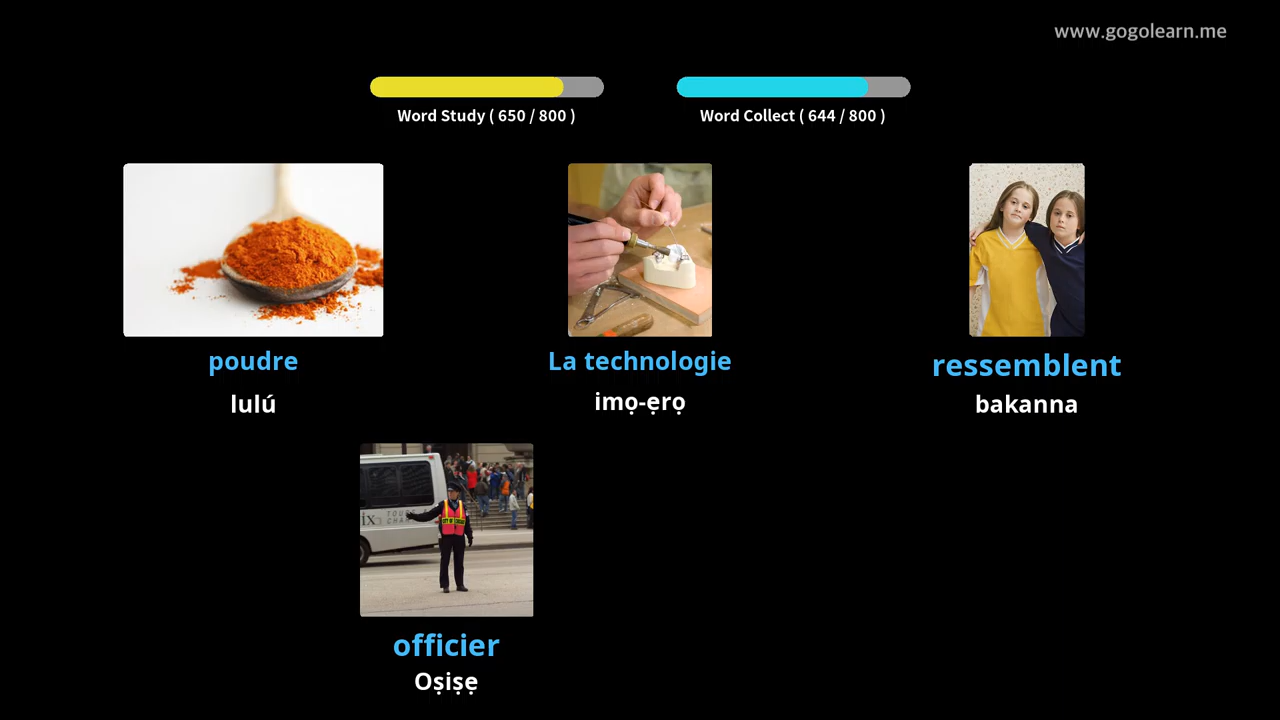 www.gogolearn.me
Word Study ( 650 / 800 )
Word Collect ( 644 / 800 )
poudre
La technologie
ressemblent
lulú
imọ-ẹrọ
bakanna
officier
Oṣiṣẹ